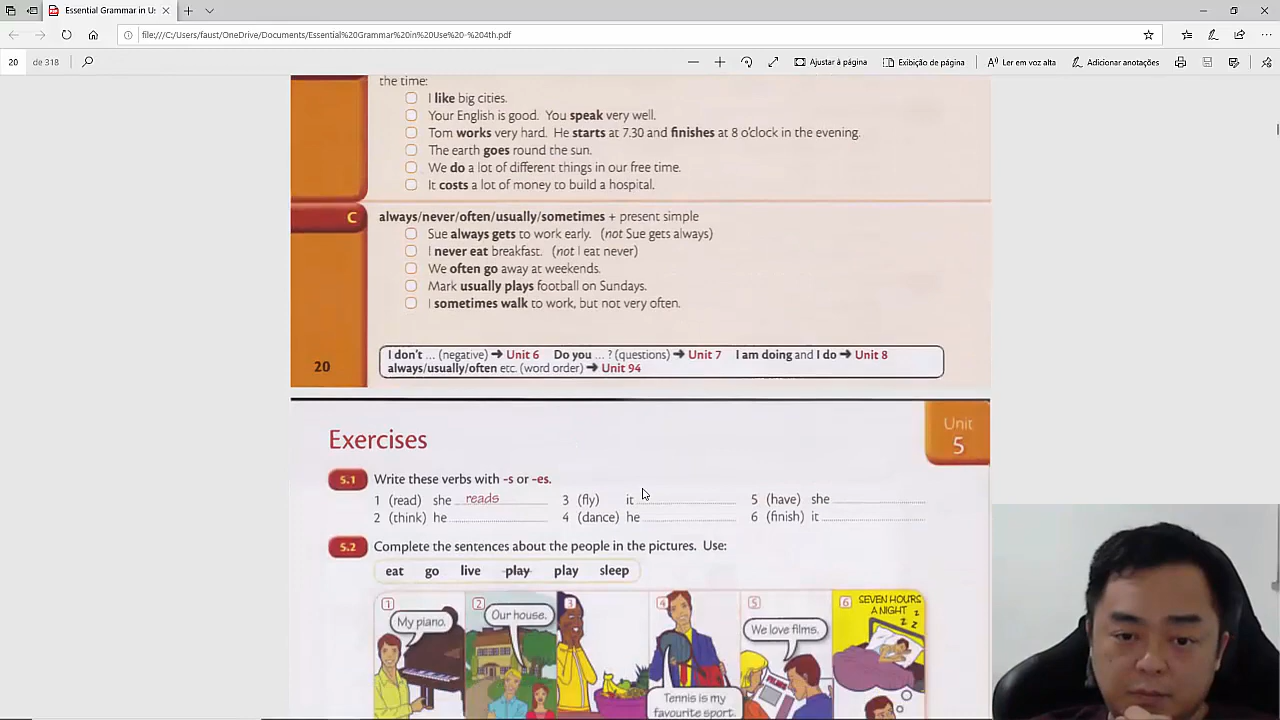 Essential Grammar in Us
file:///C:/Users/faust/OneDrive/Documents/Essential%20Grammar%20in%20Use%20-%204th.pdf
20 de 318
Ajustar à página
Exibição de página
Ler em voz alta
Adicionar anotações
the time:
I like big cities.
Your English is good. You speak very well.
Tom works very hard. He starts at 7.30 and finishes at 8 o'clock in the evening.
The earth goes round the sun.
We do a lot of different things in our free time.
It costs a lot of money to build a hospital.
C always/never/often/usually/sometimes + present simple
Sue always gets to work early. (not Sue gets always)
I never eat breakfast. (not I eat never)
We often go away at weekends.
Mark usually plays football on Sundays.
I sometimes walk to work, but not very often.
I don't ... (negative) ➔ Unit 6 Do you ... ? (questions) ➔ Unit 7 I am doing and I do ➔ Unit 8
always/usually/often etc. (word order) ➔ Unit 94
20
Exercises
Unit
5
5.1 Write these verbs with -s or -es.
1 (read) she reads 3 (fly) it 5 (have) she
2 (think) he 4 (dance) he 6 (finish) it
5.2 Complete the sentences about the people in the pictures. Use:
eat go live play play sleep
1 My piano.
2 Our house.
3
4 Tennis is my
favourite sport.
5 We love films.
6 SEVEN HOURS
A NIGHT
z
z z